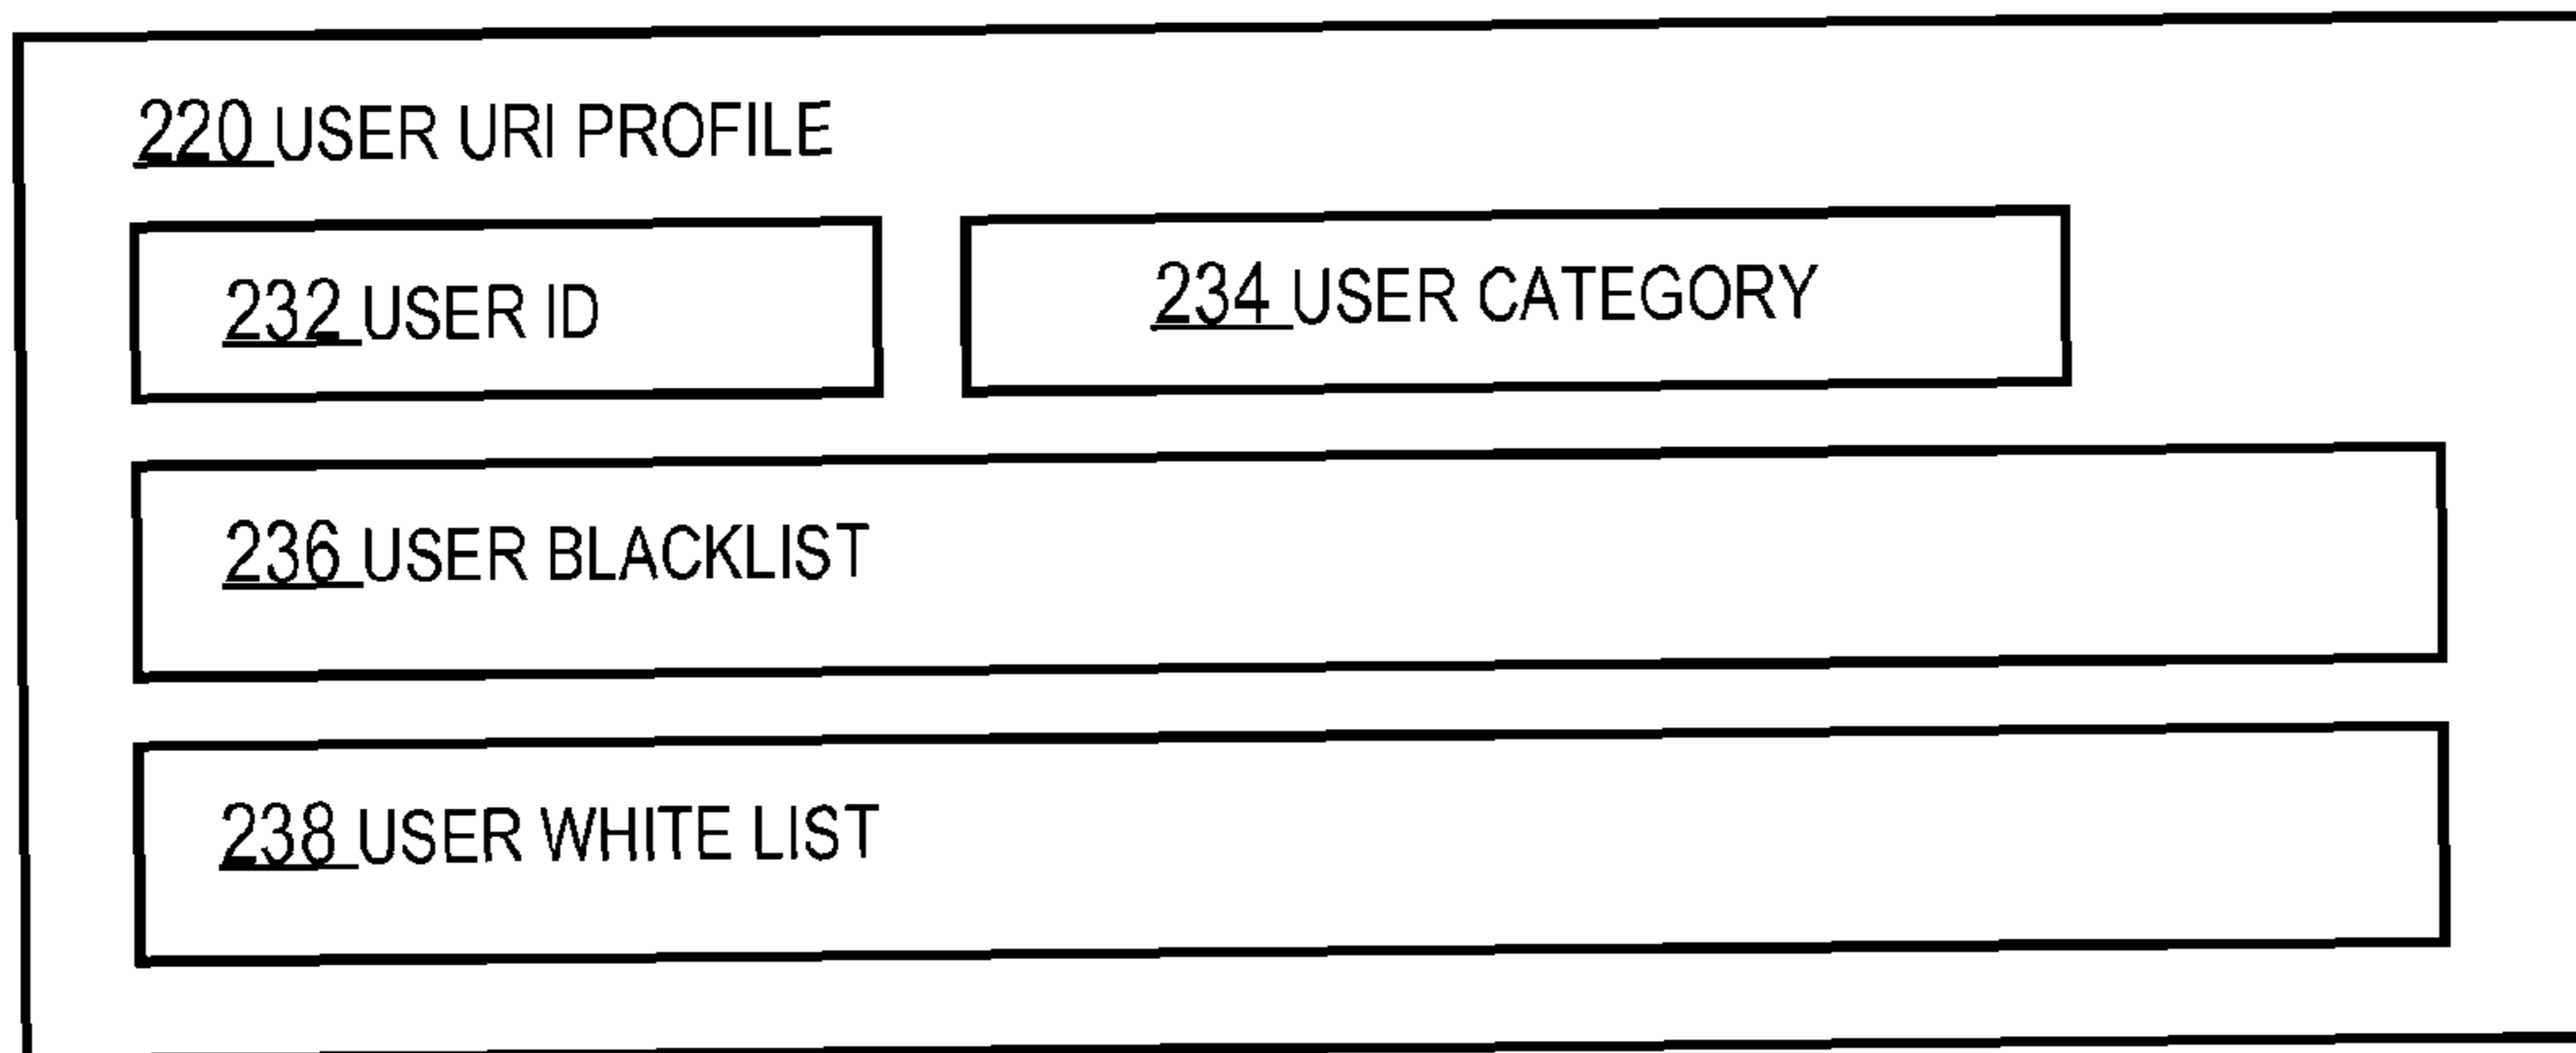 220 USER URI PROFILE
232 USER ID
234 USER CATEGORY
236 USER BLACKLIST
238 USER WHITE LIST